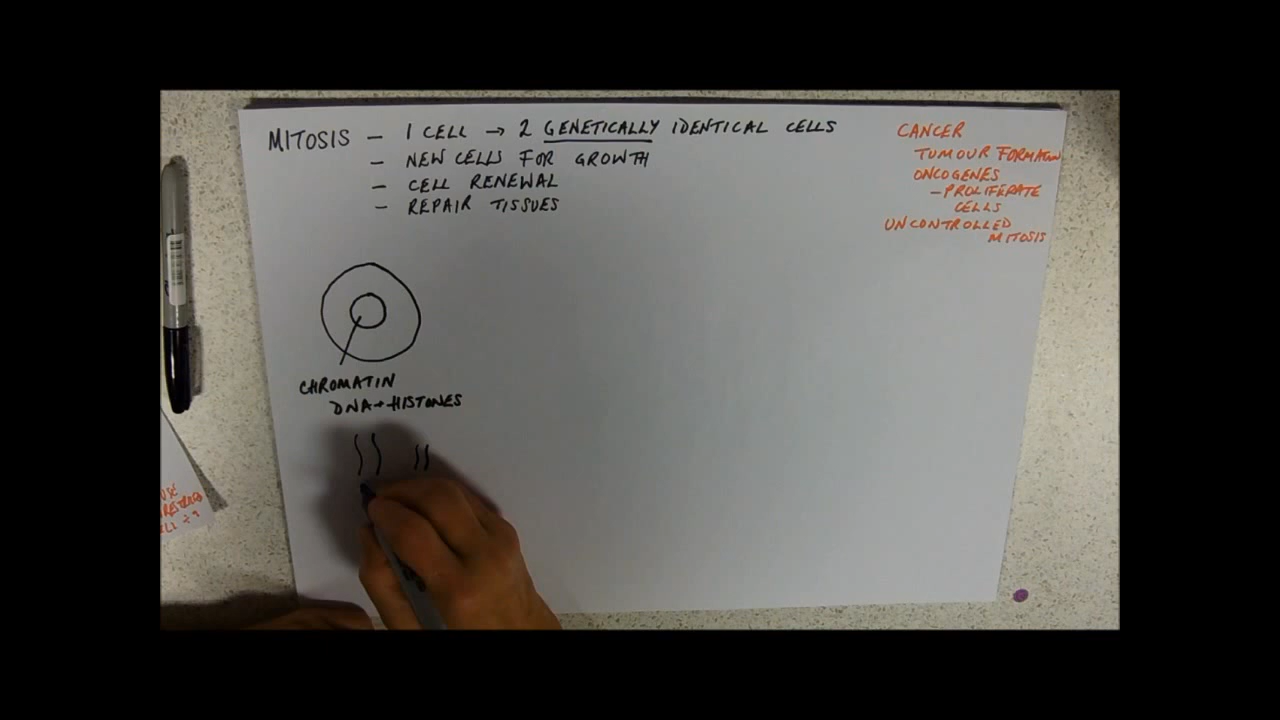 MITOSIS – 1 CELL → 2 GENETICALLY IDENTICAL CELLS
– NEW CELLS FOR GROWTH
– CELL RENEWAL
– REPAIR TISSUES
CANCER
TUMOUR FORMATION
ONCOGENES
– PROLIFERATE
CELLS
UNCONTROLLED
MITOSIS
CHROMATIN
DNA + HISTONES